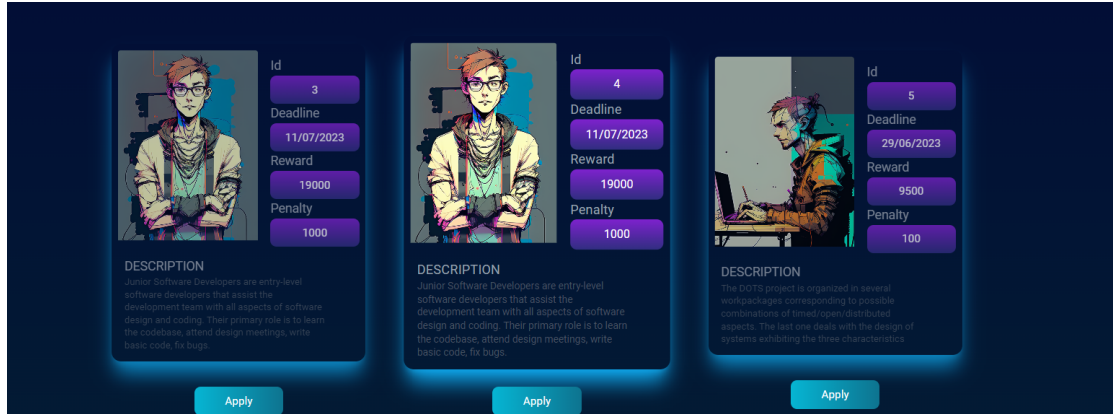 Id
3
Deadline
11/07/2023
Reward
19000
Penalty
1000
DESCRIPTION
Junior Software Developers are entry-level
software developers that assist the
development team with all aspects of software
design and coding. Their primary role is to learn
the codebase, attend design meetings, write
basic code, fix bugs.
Apply
Id
4
Deadline
11/07/2023
Reward
19000
Penalty
1000
DESCRIPTION
Junior Software Developers are entry-level
software developers that assist the
development team with all aspects of software
design and coding. Their primary role is to learn
the codebase, attend design meetings, write
basic code, fix bugs.
Apply
Id
5
Deadline
29/06/2023
Reward
9500
Penalty
100
DESCRIPTION
The DOTS project is organized in several
workpackages corresponding to possible
combinations of timed/open/distributed
aspects. The last one deals with the design of
systems exhibiting the three characteristics
Apply